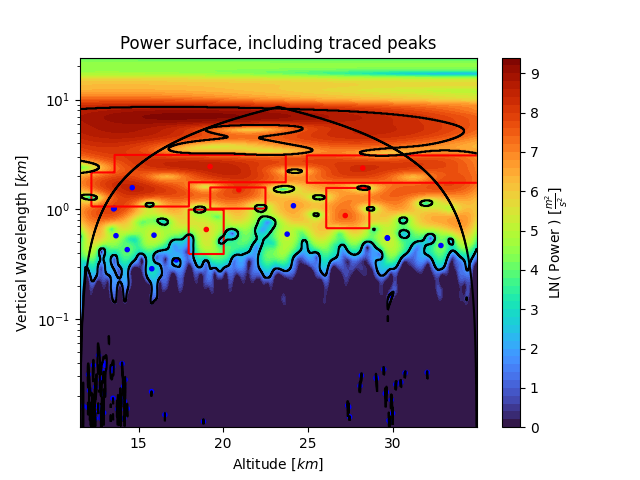 Power surface, including traced peaks
Vertical Wavelength [km]
10¹
10⁰
10⁻¹
15 20 25 30
Altitude [km]
9
8
7
6
5
4
3
2
1
0
LN( Power ) [m²/s²]